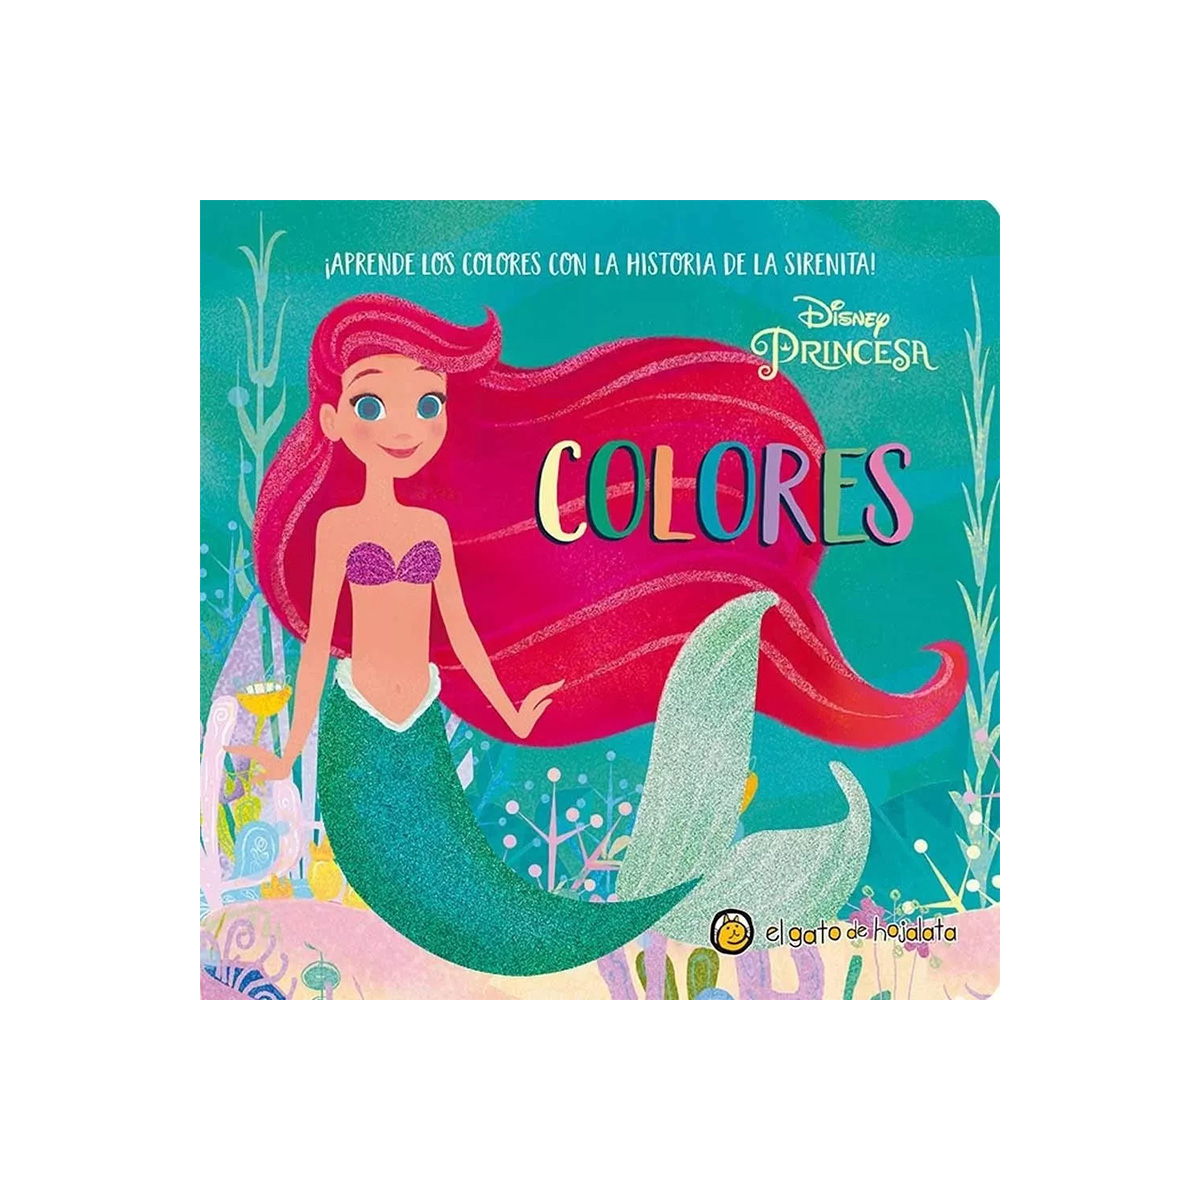 ¡APRENDE LOS COLORES CON LA HISTORIA DE LA SIRENITA!
Disney
PRINCESA
COLORES
el gato de hojalata